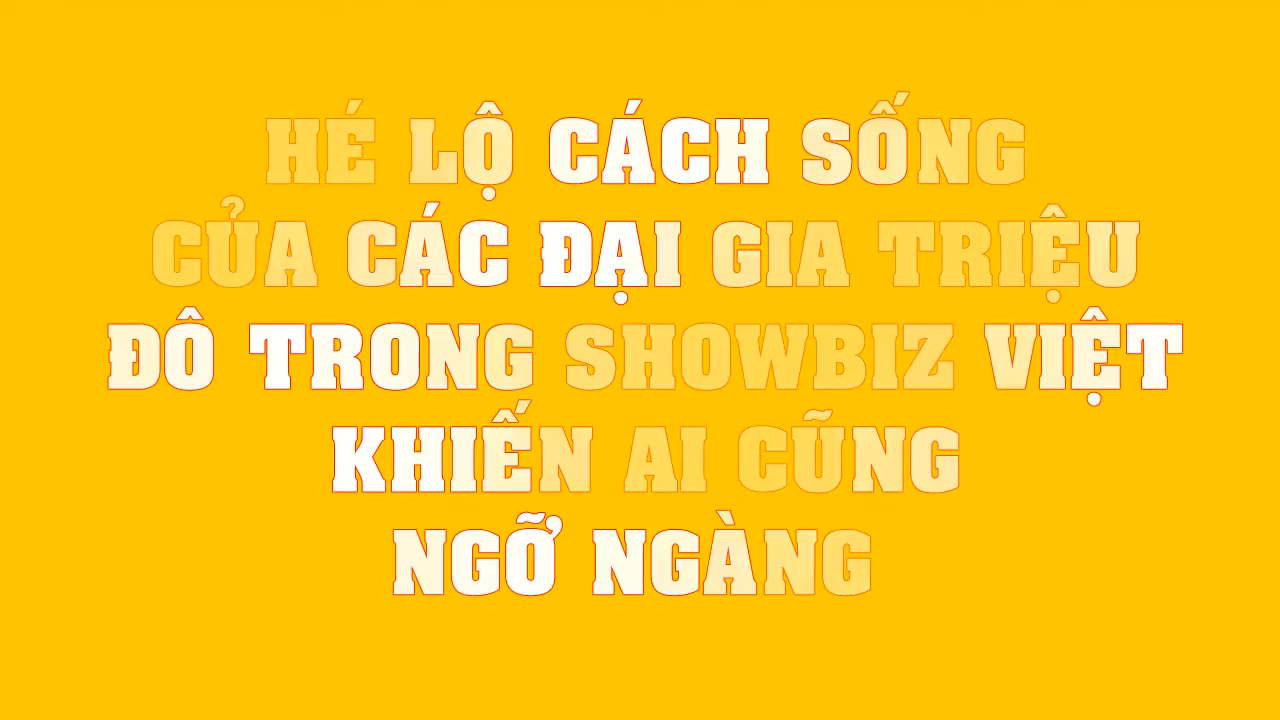 HÉ LỘ CÁCH SỐNG
CỦA CÁC ĐẠI GIA TRIỆU
ĐÔ TRONG SHOWBIZ VIỆT
KHIẾN AI CŨNG
NGỠ NGÀNG